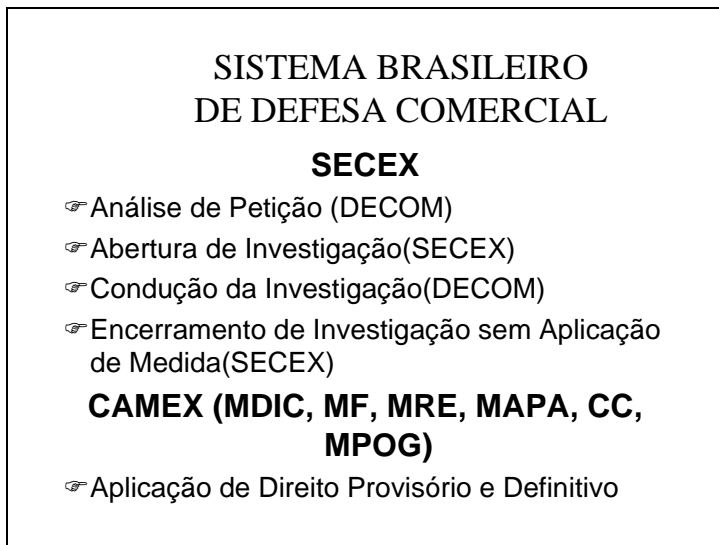 SISTEMA BRASILEIRO
DE DEFESA COMERCIAL
SECEX
☞Análise de Petição (DECOM)
☞Abertura de Investigação(SECEX)
☞Condução da Investigação(DECOM)
☞Encerramento de Investigação sem Aplicação
de Medida(SECEX)
CAMEX (MDIC, MF, MRE, MAPA, CC,
MPOG)
☞Aplicação de Direito Provisório e Definitivo